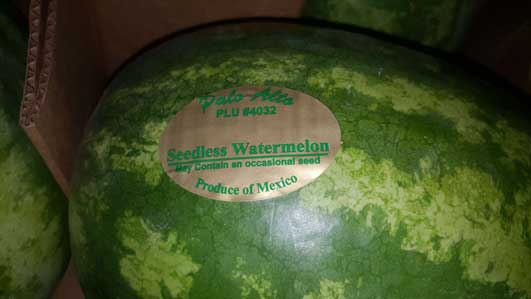 Palo Alto
PLU #4032
Seedless Watermelon
May Contain an occasional seed
Produce of Mexico